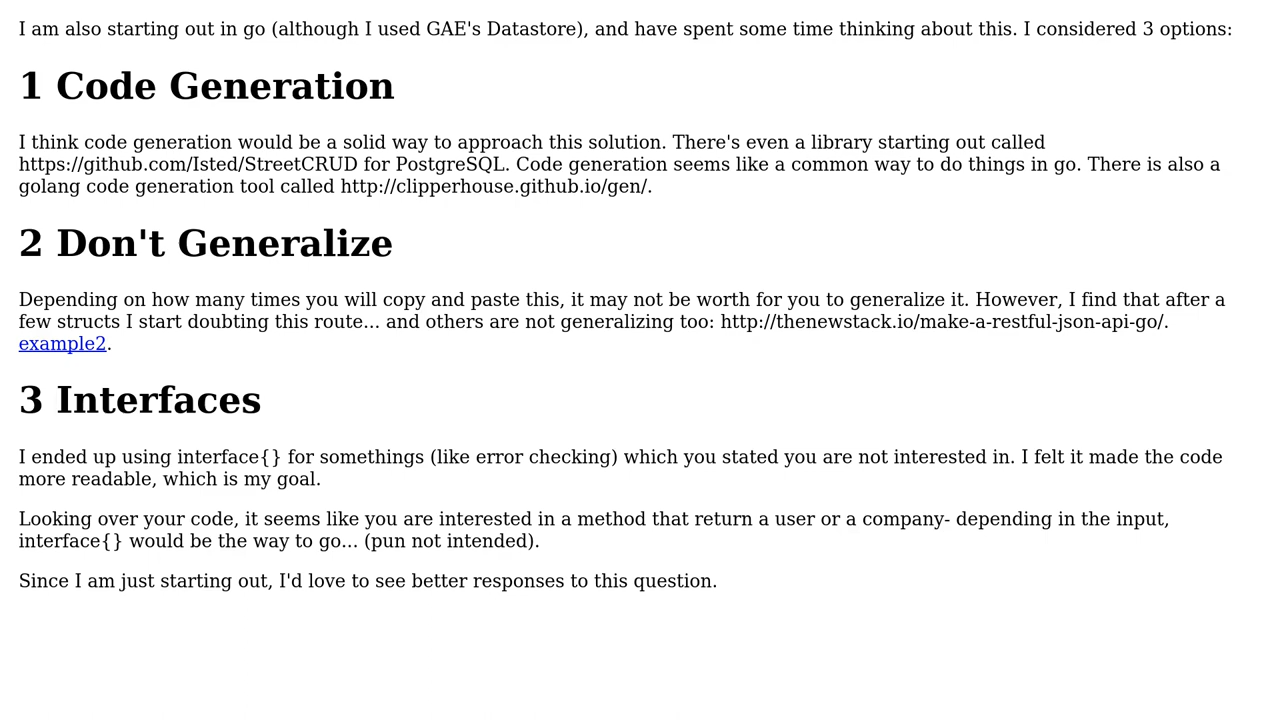 I am also starting out in go (although I used GAE's Datastore), and have spent some time thinking about this. I considered 3 options:
1 Code Generation
I think code generation would be a solid way to approach this solution. There's even a library starting out called
https://github.com/Isted/StreetCRUD for PostgreSQL. Code generation seems like a common way to do things in go. There is also a
golang code generation tool called http://clipperhouse.github.io/gen/.
2 Don't Generalize
Depending on how many times you will copy and paste this, it may not be worth for you to generalize it. However, I find that after a
few structs I start doubting this route... and others are not generalizing too: http://thenewstack.io/make-a-restful-json-api-go/.
example2.
3 Interfaces
I ended up using interface{} for somethings (like error checking) which you stated you are not interested in. I felt it made the code
more readable, which is my goal.
Looking over your code, it seems like you are interested in a method that return a user or a company- depending in the input,
interface{} would be the way to go... (pun not intended).
Since I am just starting out, I'd love to see better responses to this question.